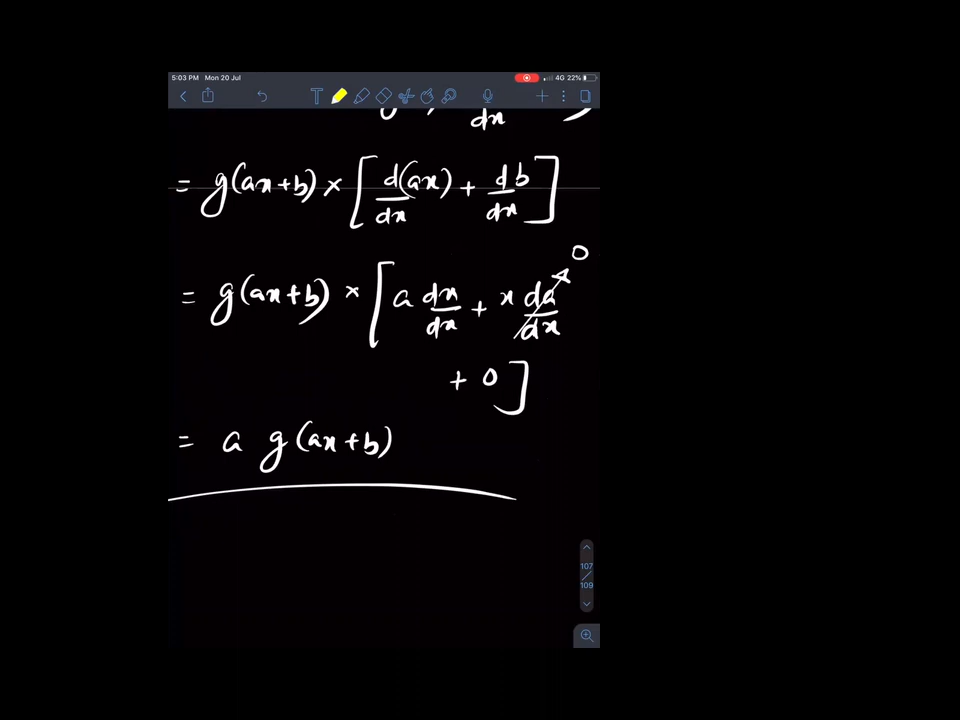 5:03 PM Mon 20 Jul 4G 22%
T
dx
= g(ax+b) × [ d(ax)/dx + db/dx ]
= g(ax+b) × [ a dx/dx + x da/dx 0
+ 0 ]
= a g(ax+b)
107
/
109